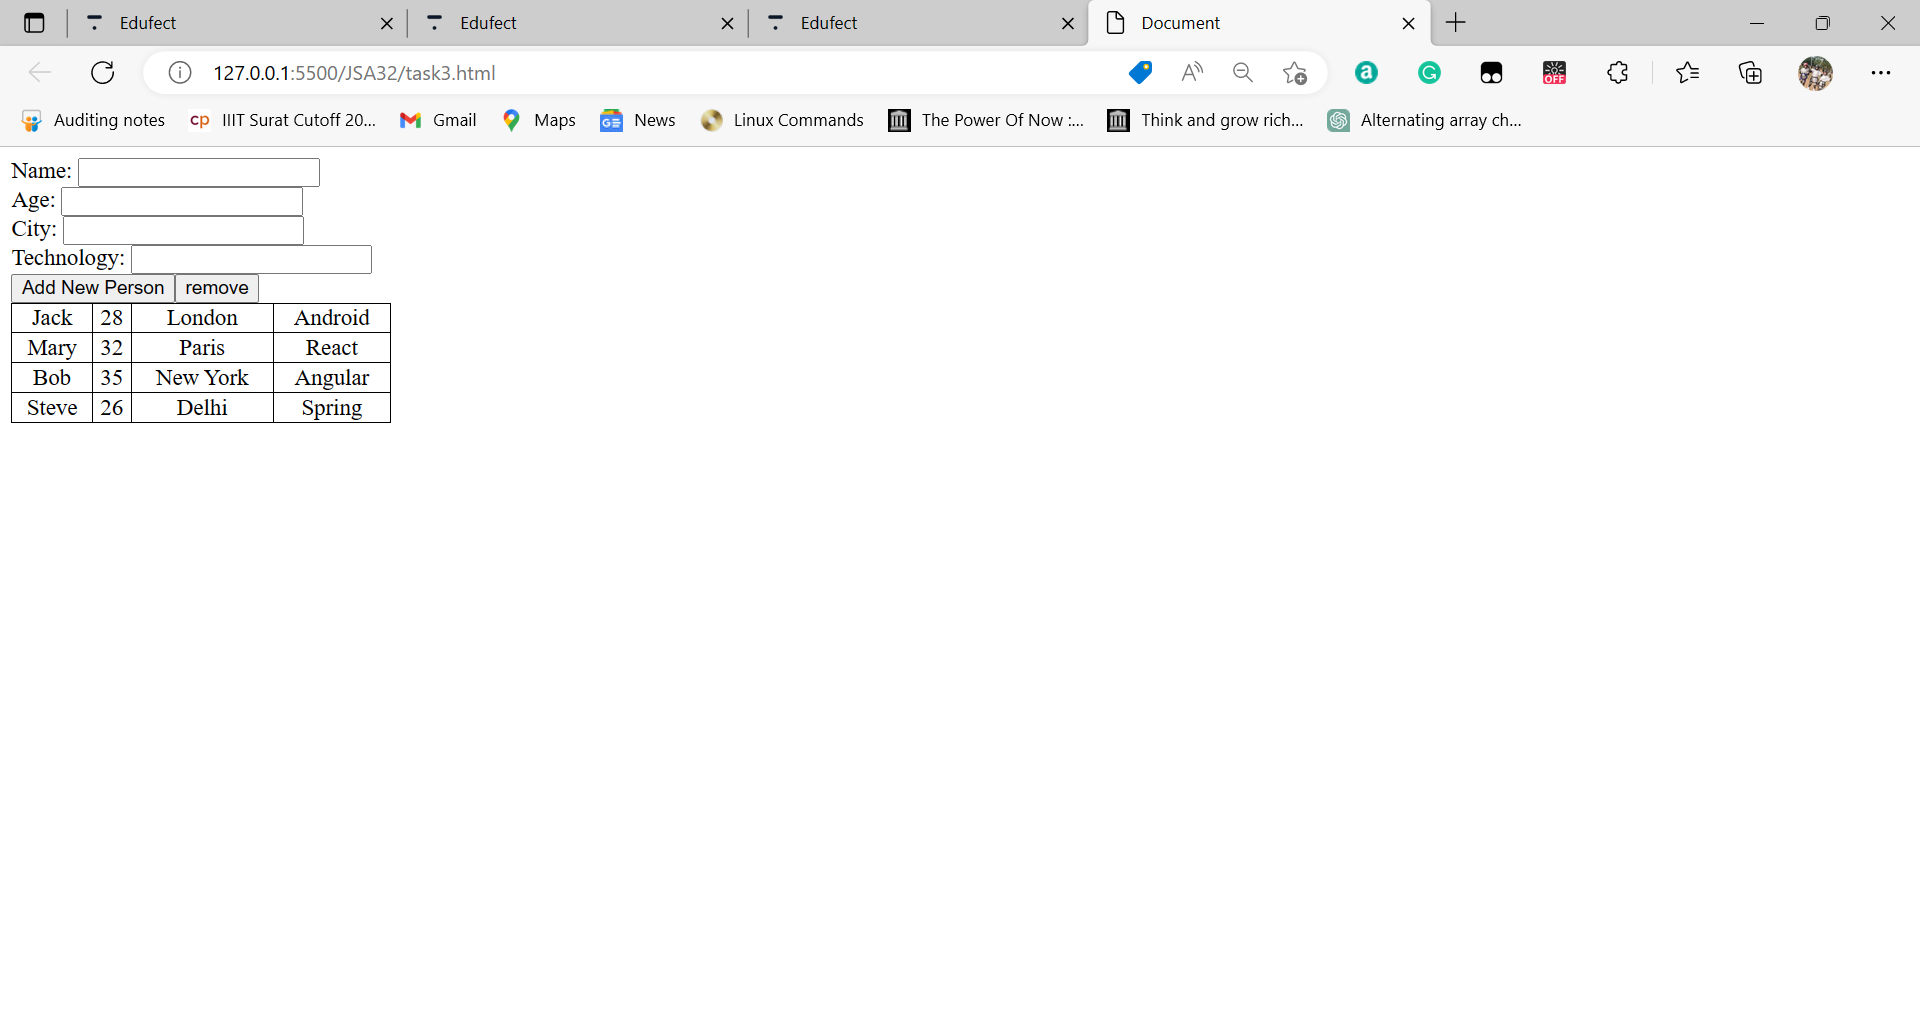 Edufect Edufect Edufect Document
127.0.0.1:5500/JSA32/task3.html
Auditing notes IIIT Surat Cutoff 20... Gmail Maps News Linux Commands The Power Of Now :... Think and grow rich... Alternating array ch...
Name:
Age:
City:
Technology:
Add New Person remove
Jack 28 London Android
Mary 32 Paris React
Bob 35 New York Angular
Steve 26 Delhi Spring